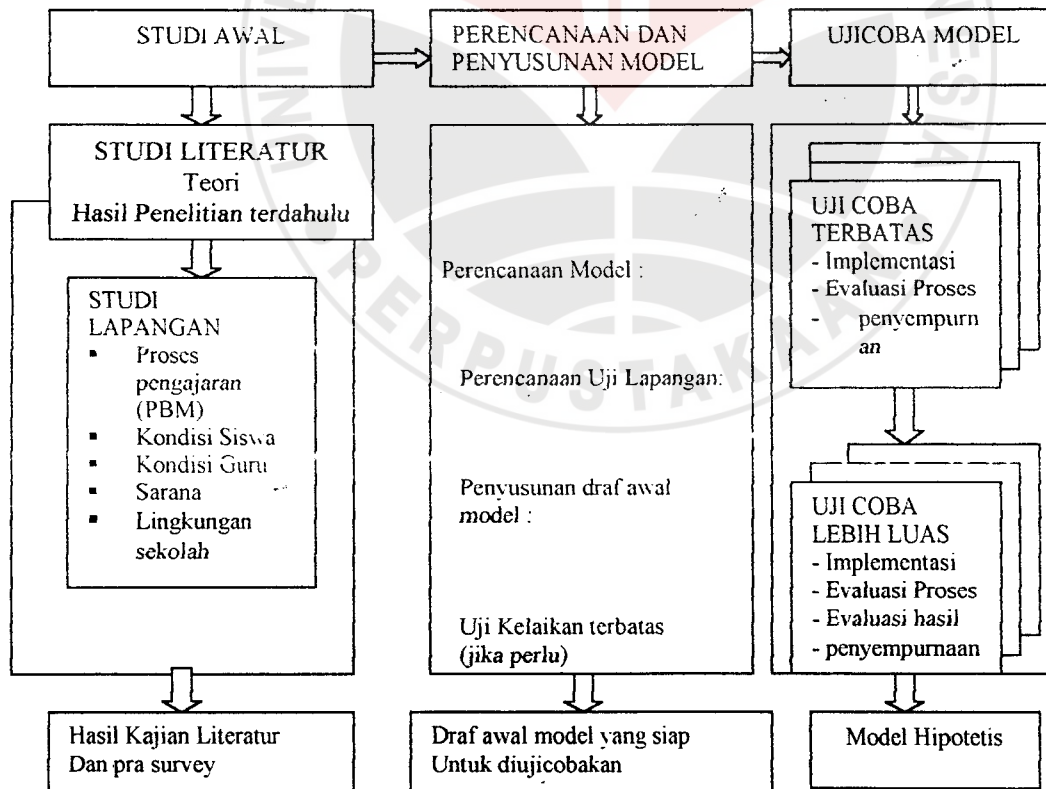 STUDI AWAL
PERENCANAAN DAN
PENYUSUNAN MODEL
UJICOBA MODEL
STUDI LITERATUR
Teori
Hasil Penelitian terdahulu
STUDI
LAPANGAN
▪ Proses
pengajaran
(PBM)
▪ Kondisi Siswa
▪ Kondisi Guru
▪ Sarana
▪ Lingkungan
sekolah
Perencanaan Model :
Perencanaan Uji Lapangan:
Penyusunan draf awal
model :
Uji Kelaikan terbatas
(jika perlu)
UJI COBA
TERBATAS
- Implementasi
- Evaluasi Proses
- penyempurn
an
UJI COBA
LEBIH LUAS
- Implementasi
- Evaluasi Proses
- Evaluasi hasil
- penyempurnaan
Hasil Kajian Literatur
Dan pra survey
Draf awal model yang siap
Untuk diujicobakan
Model Hipotetis
PERPUSTAKAA